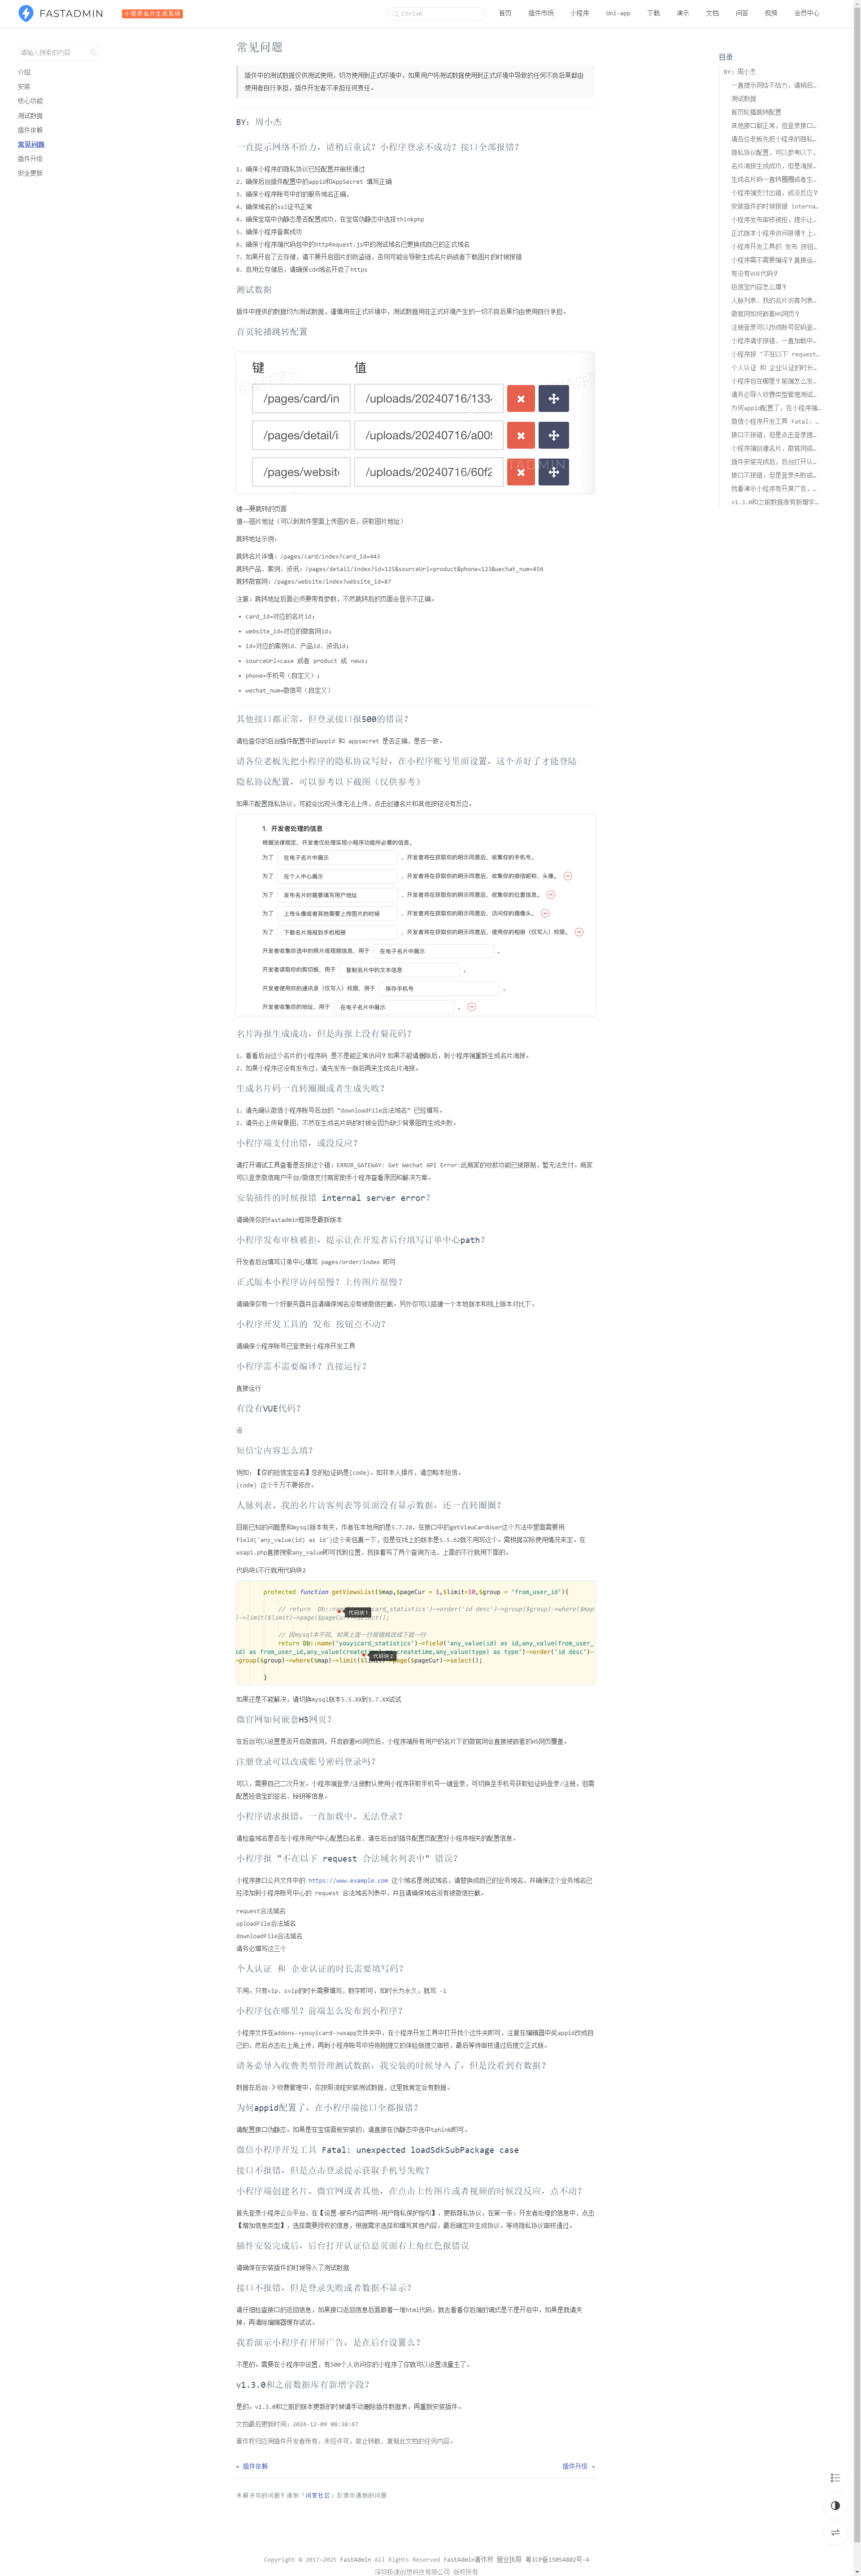 FASTADMIN
小程序名片生成系统
Ctrl+K
首页
插件市场
小程序
Uni-app
下载
演示
文档
问答
视频
会员中心
请输入搜索的内容
介绍
安装
核心功能
测试数据
插件依赖
常见问题
插件升级
安全更新
常见问题
插件中的测试数据仅供测试使用，切勿使用到正式环境中，如果用户将测试数据使用到正式环境中导致的任何不良后果都由
使用者自行承担，插件开发者不承担任何责任。
BY: 周小杰
一直提示网络不给力，请稍后重试？小程序登录不成功？接口全部报错？
1、确保小程序的隐私协议已经配置并审核通过
2、确保后台插件配置中的appid和AppSecret 填写正确
3、确保小程序账号中的的服务域名正确。
4、确保域名的ssl证书正常
4、确保宝塔中伪静态是否配置成功，在宝塔伪静态中选择thinkphp
5、确保小程序备案成功
6、确保小程序端代码包中的httpRequest.js中的测试域名已更换成自己的正式域名
7、如果开启了云存储，请不要开启图片的防盗链，否则可能会导致生成名片码或者下载图片的时候报错
8、启用云存储后，请确保cdn域名开启了https
测试数据
插件中提供的数据均为测试数据，谨慎用在正式环境中，测试数据用在正式环境产生的一切不良后果均由使用自行承担。
首页轮播跳转配置
键 值
/pages/card/in /uploads/20240716/133
/pages/detail/i /uploads/20240716/a009
/pages/websit /uploads/20240716/60f2
键—要跳转的页面
值—图片地址（可以到附件里面上传图片后，获取图片地址）
跳转地址示例：
跳转名片详情：/pages/card/index?card_id=443
跳转产品、案例、资讯：/pages/detail/index?id=125&sourceUrl=product&phone=123&wechat_num=456
跳转微官网：/pages/website/index?website_id=87
注意：跳转地址后面必须要带有参数，不然跳转后的页面会显示不正确。
• card_id=对应的名片id；
• website_id=对应的微官网id；
• id=对应的案例id、产品id、资讯id；
• sourceUrl=case 或者 product 或 news；
• phone=手机号（自定义）；
• wechat_num=微信号（自定义）
其他接口都正常，但登录接口报500的错误？
请检查你的后台插件配置中的appid 和 appsecret 是否正确，是否一致。
请各位老板先把小程序的隐私协议写好，在小程序账号里面设置，这个弄好了才能登陆
隐私协议配置，可以参考以下截图（仅供参考）
如果不配置隐私协议，可能会出现头像无法上传，点击创建名片和其他按钮没有反应。
1. 开发者处理的信息
根据法律规定，开发者仅处理实现小程序功能所必要的信息。
为了 在电子名片中展示 ，开发者将在获取你的明示同意后，收集你的手机号。
为了 在个人中心展示 ，开发者将在获取你的明示同意后，收集你的微信昵称、头像。
为了 发布名片时需要填写用户地址 ，开发者将在获取你的明示同意后，收集你的位置信息。
为了 上传头像或者其他需要上传图片的时候 ，开发者将在获取你的明示同意后，访问你的摄像头。
为了 下载名片海报到手机相册 ，开发者将在获取你的明示同意后，使用你的相册（仅写入）权限。
开发者收集你选中的照片或视频信息，用于 在电子名片中展示 。
开发者读取你的剪切板，用于 复制名片中的文本信息 。
开发者使用你的通讯录（仅写入）权限，用于 保存手机号 。
开发者收集你的地址，用于 在电子名片中展示 。
名片海报生成成功，但是海报上没有菊花码？
1、看看后台这个名片的小程序码 是不是能正常访问？如果不能请删除后，到小程序端重新生成名片海报。
2、如果小程序还没有发布过，请先发布一版后再来生成名片海报。
生成名片码一直转圈圈或者生成失败？
1、请先确认微信小程序账号后台的 “downloadFile合法域名” 已经填写。
2、请务必上传背景图，不然在生成名片码的时候会因为缺少背景图而生成失败。
小程序端支付出错，或没反应？
请打开调试工具查看是否报这个错：ERROR_GATEWAY: Get Wechat API Error:此商家的收款功能已被限制，暂无法支付。商家
可以登录微信商户平台/微信支付商家助手小程序查看原因和解决方案。
安装插件的时候报错 internal server error？
请确保你的fastadmin框架是最新版本
小程序发布审核被拒，提示让在开发者后台填写订单中心path？
开发者后台填写订单中心填写 pages/order/index 即可
正式版本小程序访问很慢？上传图片很慢？
请确保你有一个好服务器并且请确保域名没有被微信拦截。另外你可以搭建一个本地版本和线上版本对比下。
小程序开发工具的 发布 按钮点不动？
请确保小程序账号已登录到小程序开发工具
小程序需不需要编译？直接运行？
直接运行
有没有VUE代码？
没
短信宝内容怎么填？
例如：【你的短信宝签名】您的验证码是{code}。如非本人操作，请忽略本短信。
{code} 这个千万不要修改。
人脉列表、我的名片访客列表等页面没有显示数据，还一直转圈圈？
目前已知的问题是和mysql版本有关，作者在本地用的是5.7.28，在接口中的getViewCardUser这个方法中里面需要用
field('any_value(id) as id')这个来包裹一下，但是在线上的版本是5.5.62就不用写这个。需根据实际使用情况来定。在
wxapi.php直接搜索any_value即可找到位置，我挨着写了两个查询方法，上面的不行就用下面的。
代码块1不行就用代码块2
protected function getViewsList($map,$pageCur = 1,$limit=10,$group = 'from_user_id'){
代码块1
// 因mysql本不同，如果上面一行报错就改成下面一行
return Db::name('youyicard_statistics')->field('any_value(id) as id,any_value(from_user_
代码块2
}
如果还是不能解决，请切换mysql版本5.5.XX到5.7.XX试试
微官网如何嵌套H5网页？
在后台可以设置是否开启微官网，开启嵌套H5网页后，小程序端所有用户的名片下的微官网会直接被嵌套的H5网页覆盖。
注册登录可以改成账号密码登录吗？
可以，需要自己二次开发。小程序端登录/注册默认使用小程序获取手机号一键登录，可切换至手机号获取验证码登录/注册，但需
配置短信宝的签名、秘钥等信息。
小程序请求报错、一直加载中、无法登录？
请检查域名是否在小程序用户中心配置白名单、请在后台的插件配置页配置好小程序相关的配置信息。
小程序报 "不在以下 request 合法域名列表中" 错误？
小程序接口公共文件中的 https://www.example.com 这个域名是测试域名，请替换成自己的业务域名，并确保这个业务域名已
经添加到小程序账号中心的 request 合法域名列表中，并且请确保域名没有被微信拦截。
request合法域名
uploadFile合法域名
downloadFile合法域名
请务必填写这三个
个人认证 和 企业认证的时长需要填写吗？
不用。只有vip、svip的时长需要填写，数字即可，如时长为永久，就写 -1
小程序包在哪里？前端怎么发布到小程序？
小程序文件在addons->youyicard->wxapp文件夹中，在小程序开发工具中打开找个这件夹即可，注意在编辑器中奖appid改成自
己的，然后点击右上角上传，再到小程序账号中将刚刚提交的体验版提交审核，最后等待审核通过后提交正式版。
请务必导入收费类型管理测试数据，我安装的时候导入了，但是没看到有数据？
数据在后台-》收费管理中，你按照流程安装测试数据，这里就肯定会有数据。
为何appid配置了，在小程序端接口全都报错？
请配置接口伪静态。如果是在宝塔面板安装的，请直接在伪静态中选中tphink即可。
微信小程序开发工具 Fatal: unexpected loadSdkSubPackage case
接口不报错，但是点击登录提示获取手机号失败？
小程序端创建名片、微官网或者其他，在点击上传图片或者视频的时候没反应，点不动？
首先登录小程序公众平台，在【设置-服务内容声明-用户隐私保护指引】，更新隐私协议，在第一条：开发者处理的信息中，点击
【增加信息类型】，选择需要授权的信息，根据需求选择和填写其他内容，最后确定并生成协议。等待隐私协议审核通过。
插件安装完成后，后台打开认证信息页面右上角红色报错误
请确保在安装插件的时候导入了测试数据
接口不报错，但是登录失败或者数据不显示？
请仔细检查接口的返回信息，如果接口返回信息后面跟着一堆html代码，就去看看你后端的调式是不是开启中，如果是就请关
掉，再清除编辑器缓存试试。
我看演示小程序有开屏广告，是在后台设置么？
不是的。需要在小程序中设置，有500个人访问你的小程序了你就可以设置流量主了。
v1.3.0和之前数据库有新增字段？
是的。v1.3.0和之前的版本更新的时候请手动删除插件数据表，再重新安装插件。
文档最后更新时间：2024-12-09 08:38:47
著作权归应用插件开发者所有，未经许可，禁止转载、复制此文档的任何内容。
← 插件依赖
插件升级 →
未解决你的问题？请到「问答社区」反馈你遇到的问题
Copyright © 2017~2025 FastAdmin All Rights Reserved FastAdmin著作权 营业执照 粤ICP备15054802号-4
深圳极速创想科技有限公司 版权所有
目录
BY: 周小杰
一直提示网络不给力，请稍后…
测试数据
首页轮播跳转配置
其他接口都正常，但登录接口…
请各位老板先把小程序的隐私…
隐私协议配置，可以参考以下…
名片海报生成成功，但是海报…
生成名片码一直转圈圈或者生…
小程序端支付出错，或没反应？
安装插件的时候报错 interna…
小程序发布审核被拒，提示让…
正式版本小程序访问很慢？上…
小程序开发工具的 发布 按钮…
小程序需不需要编译？直接运…
有没有VUE代码？
短信宝内容怎么填？
人脉列表、我的名片访客列表…
微官网如何嵌套H5网页？
注册登录可以改成账号密码登…
小程序请求报错、一直加载中…
小程序报 "不在以下 request…
个人认证 和 企业认证的时长…
小程序包在哪里？前端怎么发…
请务必导入收费类型管理测试…
为何appid配置了，在小程序端…
微信小程序开发工具 Fatal: …
接口不报错，但是点击登录提…
小程序端创建名片、微官网或…
插件安装完成后，后台打开认…
接口不报错，但是登录失败或…
我看演示小程序有开屏广告，…
v1.3.0和之前数据库有新增字…